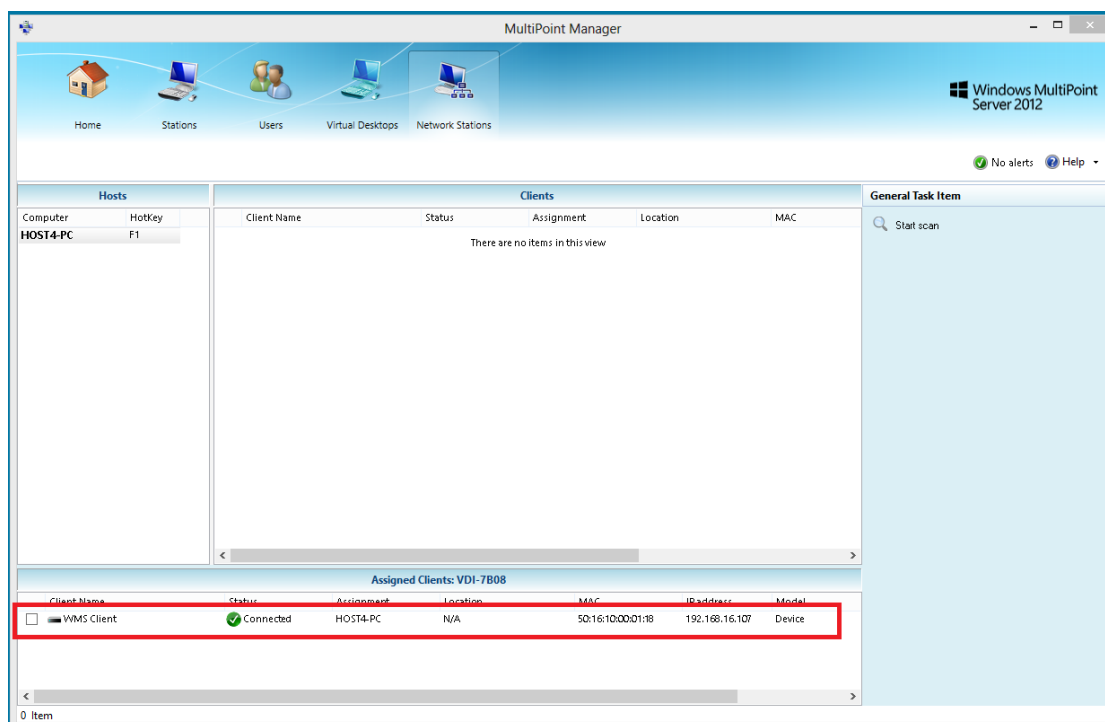 MultiPoint Manager
Home
Stations
Users
Virtual Desktops
Network Stations
Windows MultiPoint
Server 2012
No alerts
Help
Hosts
Computer HotKey
HOST4-PC F1
Clients
Client Name Status Assignment Location MAC
There are no items in this view
General Task Item
Start scan
Assigned Clients: VDI-7B08
Client Name Status Assignment Location MAC IPaddress Model
WMS Client Connected HOST4-PC N/A 50:16:10:00:01:18 192.168.16.107 Device
0 Item